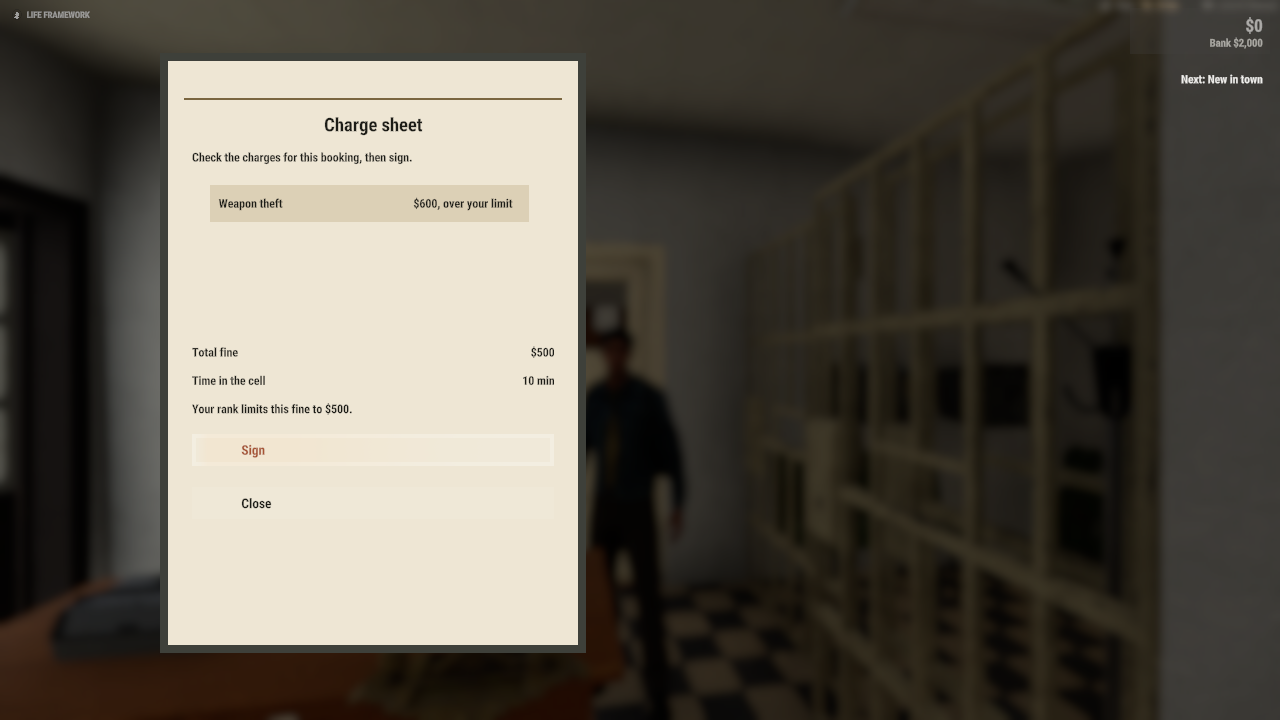 LIFE FRAMEWORK
$0
Bank $2,000
Next: New in town
Charge sheet
Check the charges for this booking, then sign.
Weapon theft $600, over your limit
Total fine $500
Time in the cell 10 min
Your rank limits this fine to $500.
Sign
Close